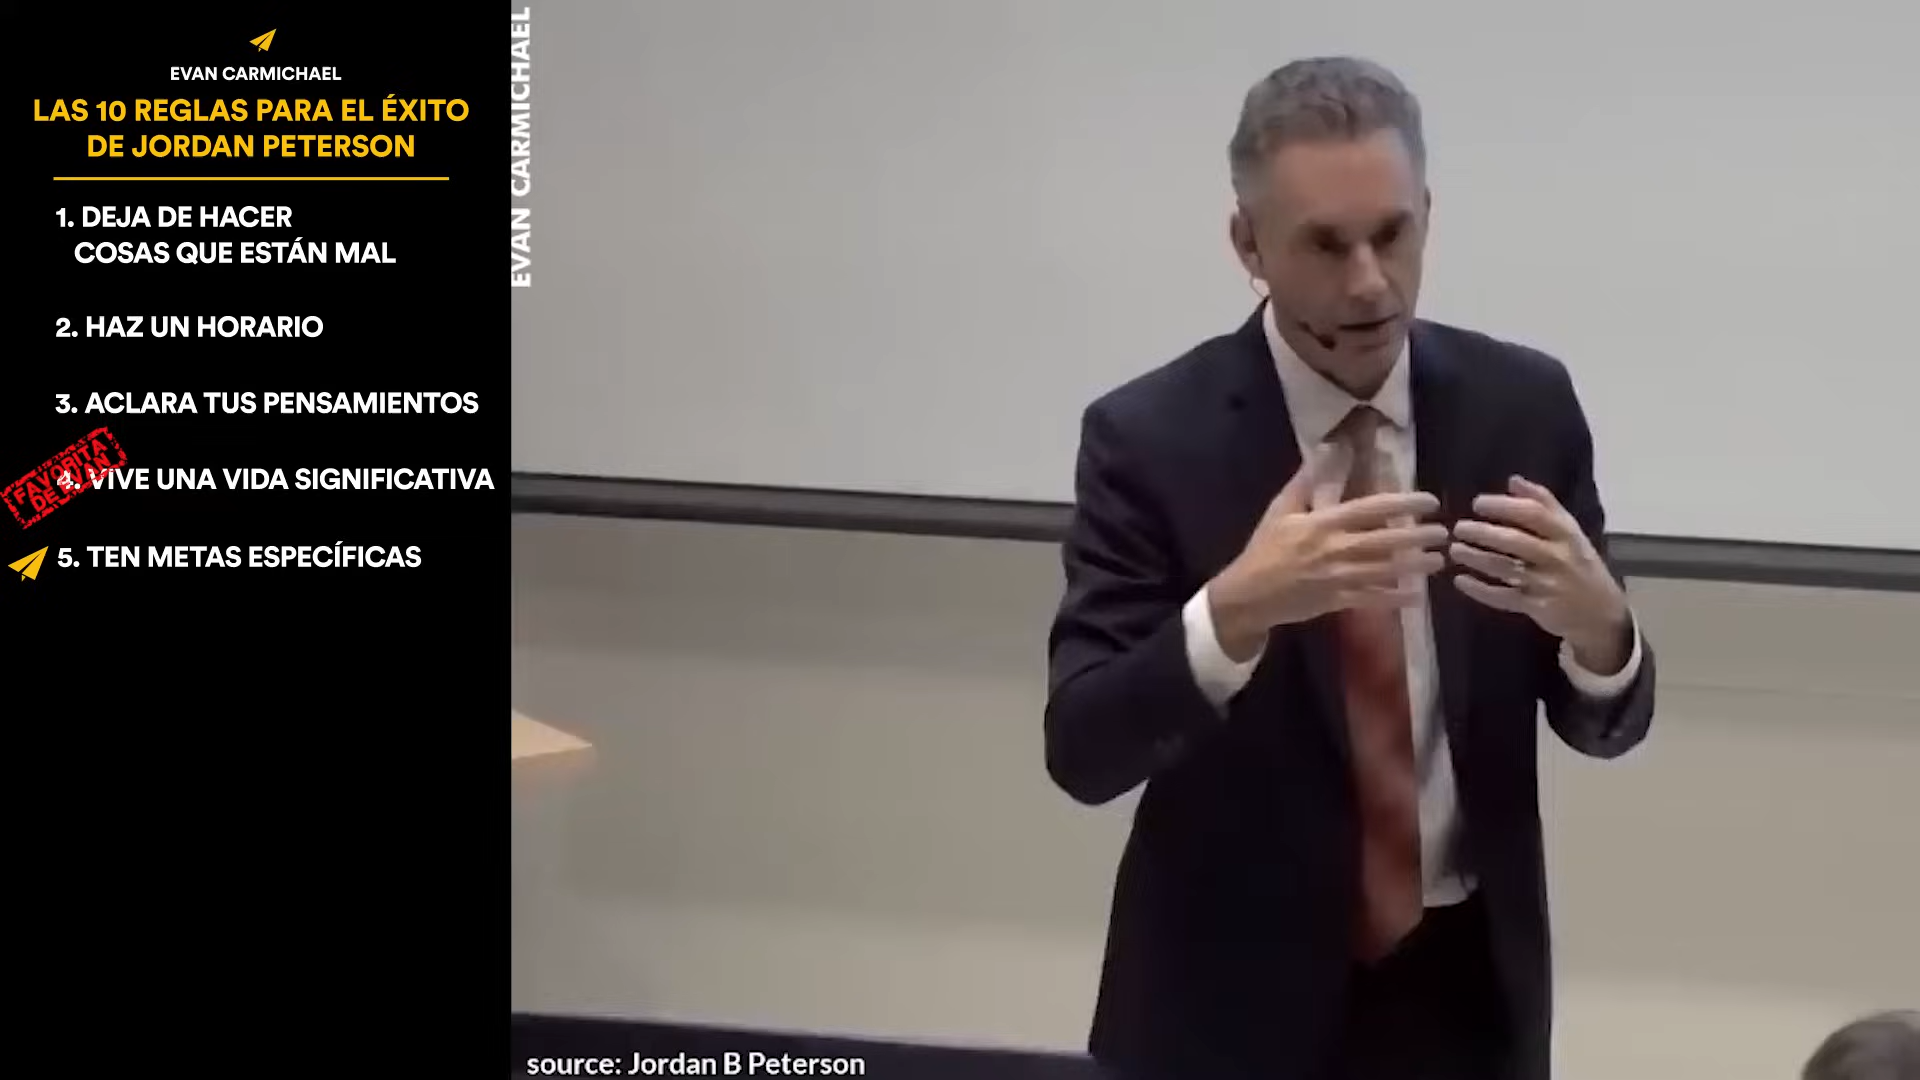 EVAN CARMICHAEL
LAS 10 REGLAS PARA EL ÉXITO
DE JORDAN PETERSON
1. DEJA DE HACER
COSAS QUE ESTÁN MAL
2. HAZ UN HORARIO
3. ACLARA TUS PENSAMIENTOS
FAVORITA
DE EVAN
4. VIVE UNA VIDA SIGNIFICATIVA
5. TEN METAS ESPECÍFICAS
EVAN CARMICHAEL
source: Jordan B Peterson